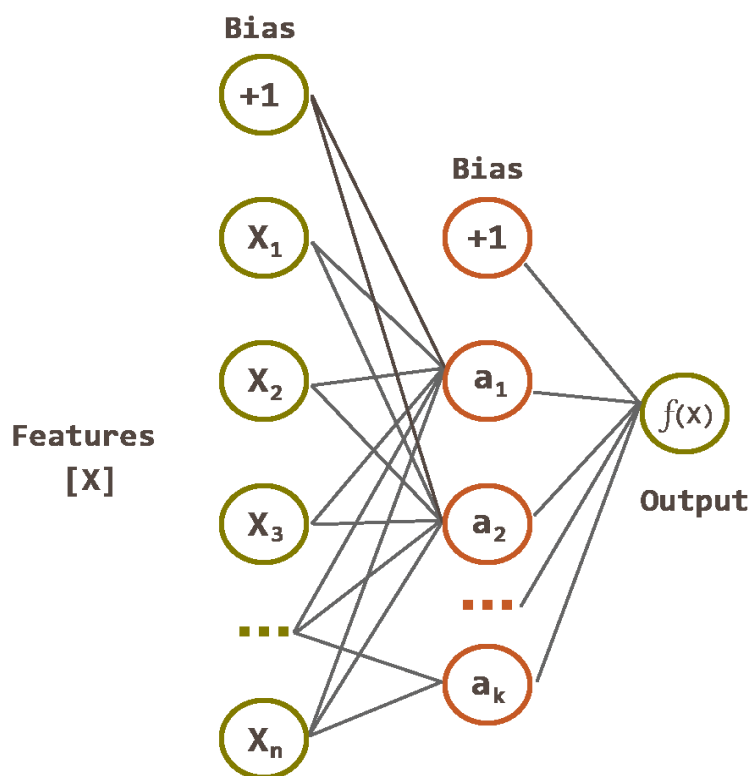 Bias
+1
Bias
X1
+1
X2
a1
f(x)
Features
[X]
Output
X3
a2
...
...
ak
Xn